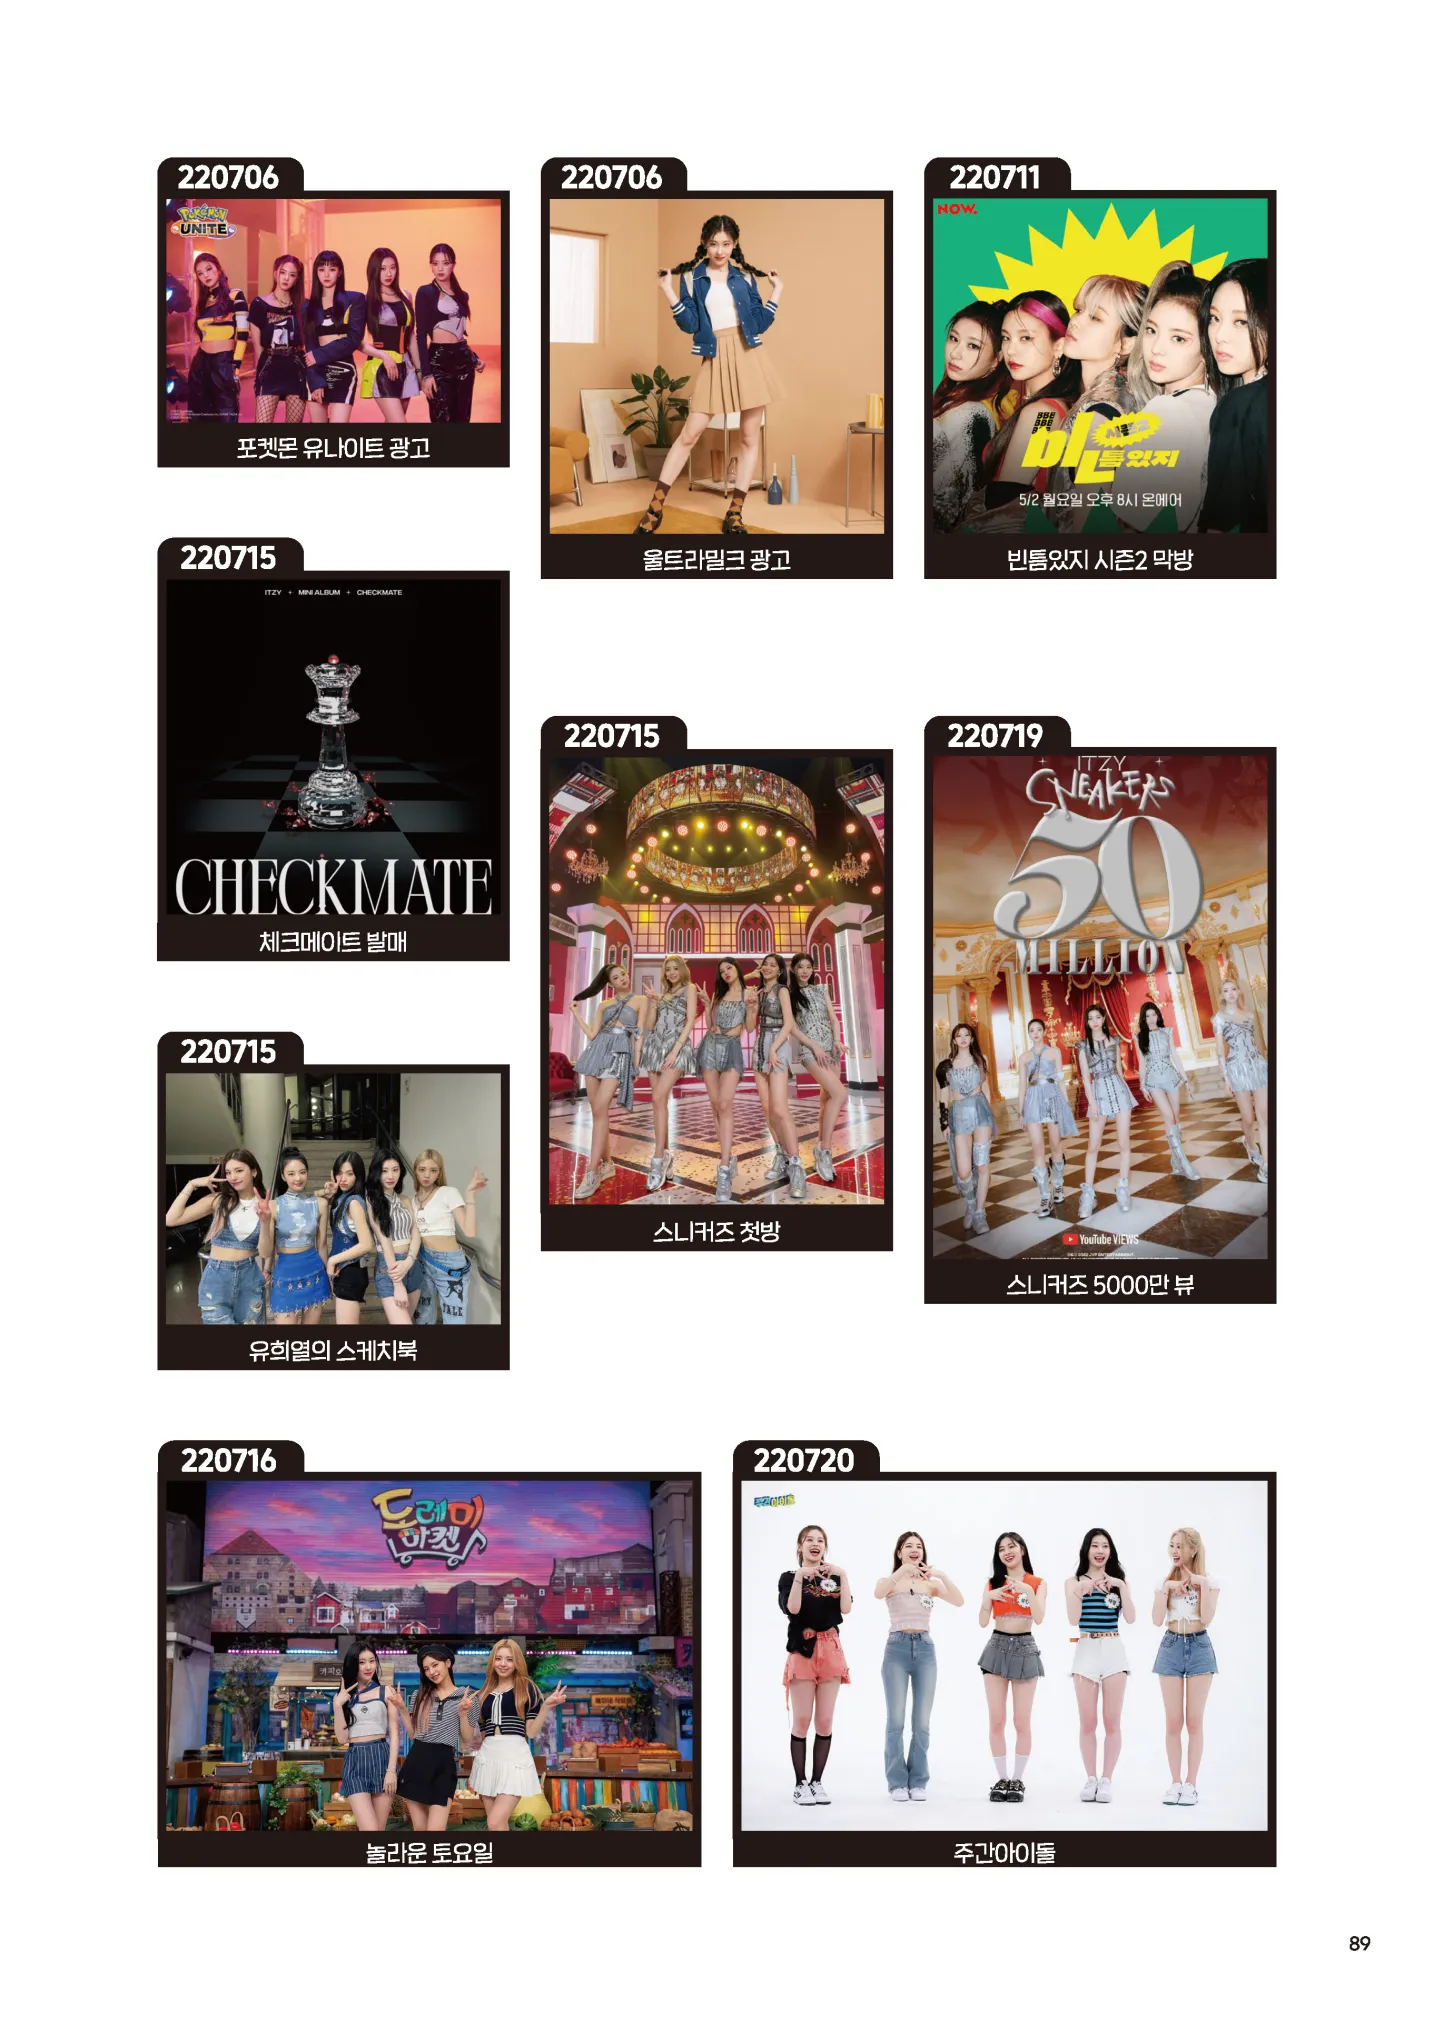 220706
POKÉMON
UNITE
포켓몬 유나이트 광고
220706
울트라밀크 광고
220711
NOW.
빈틈있지
5/2 월요일 오후 8시 온에어
빈틈있지 시즌2 막방
220715
ITZY + MINI ALBUM + CHECKMATE
CHECKMATE
체크메이트 발매
220715
스니커즈 첫방
220719
ITZY
SNEAKERS
50
MILLION
YouTube VIEWS
스니커즈 5000만 뷰
220715
유희열의 스케치북
220716
도레미
마켓
놀라운 토요일
220720
주간아이돌
주간아이돌
89